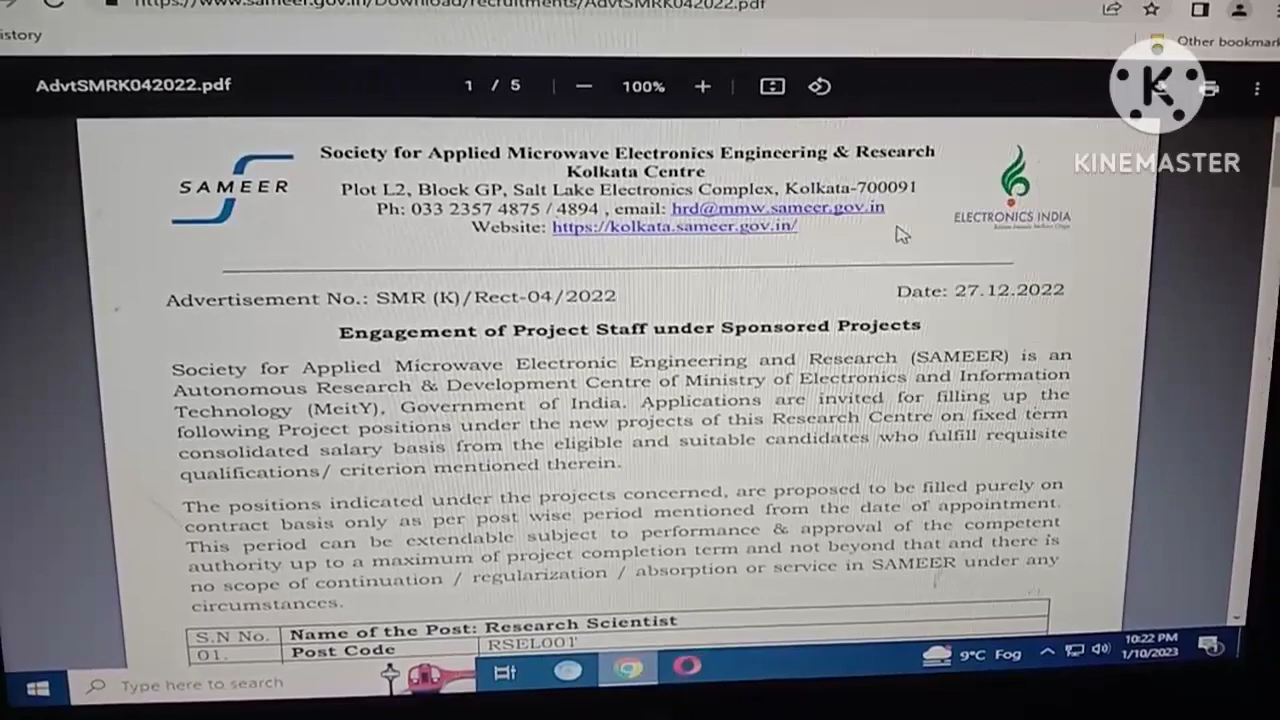 https://www.sameer.gov.in/Download/recruitments/AdvtSMRK042022.pdf
istory
Other bookmark
AdvtSMRK042022.pdf
1 / 5
100%
K
KINEMASTER
SAMEER
Society for Applied Microwave Electronics Engineering & Research
Kolkata Centre
Plot L2, Block GP, Salt Lake Electronics Complex, Kolkata-700091
Ph: 033 2357 4875 / 4894 , email: hrd@mmw.sameer.gov.in
Website: https://kolkata.sameer.gov.in/
ELECTRONICS INDIA
Advertisement No.: SMR (K)/Rect-04/2022
Date: 27.12.2022
Engagement of Project Staff under Sponsored Projects
Society for Applied Microwave Electronic Engineering and Research (SAMEER) is an
Autonomous Research & Development Centre of Ministry of Electronics and Information
Technology (MeitY), Government of India. Applications are invited for filling up the
following Project positions under the new projects of this Research Centre on fixed term
consolidated salary basis from the eligible and suitable candidates who fulfill requisite
qualifications/ criterion mentioned therein.
The positions indicated under the projects concerned, are proposed to be filled purely on
contract basis only as per post wise period mentioned from the date of appointment.
This period can be extendable subject to performance & approval of the competent
authority up to a maximum of project completion term and not beyond that and there is
no scope of continuation / regularization / absorption or service in SAMEER under any
circumstances.
S.N No.
Name of the Post: Research Scientist
01.
Post Code
RSEL001
Type here to search
9°C Fog
10:22 PM
1/10/2023